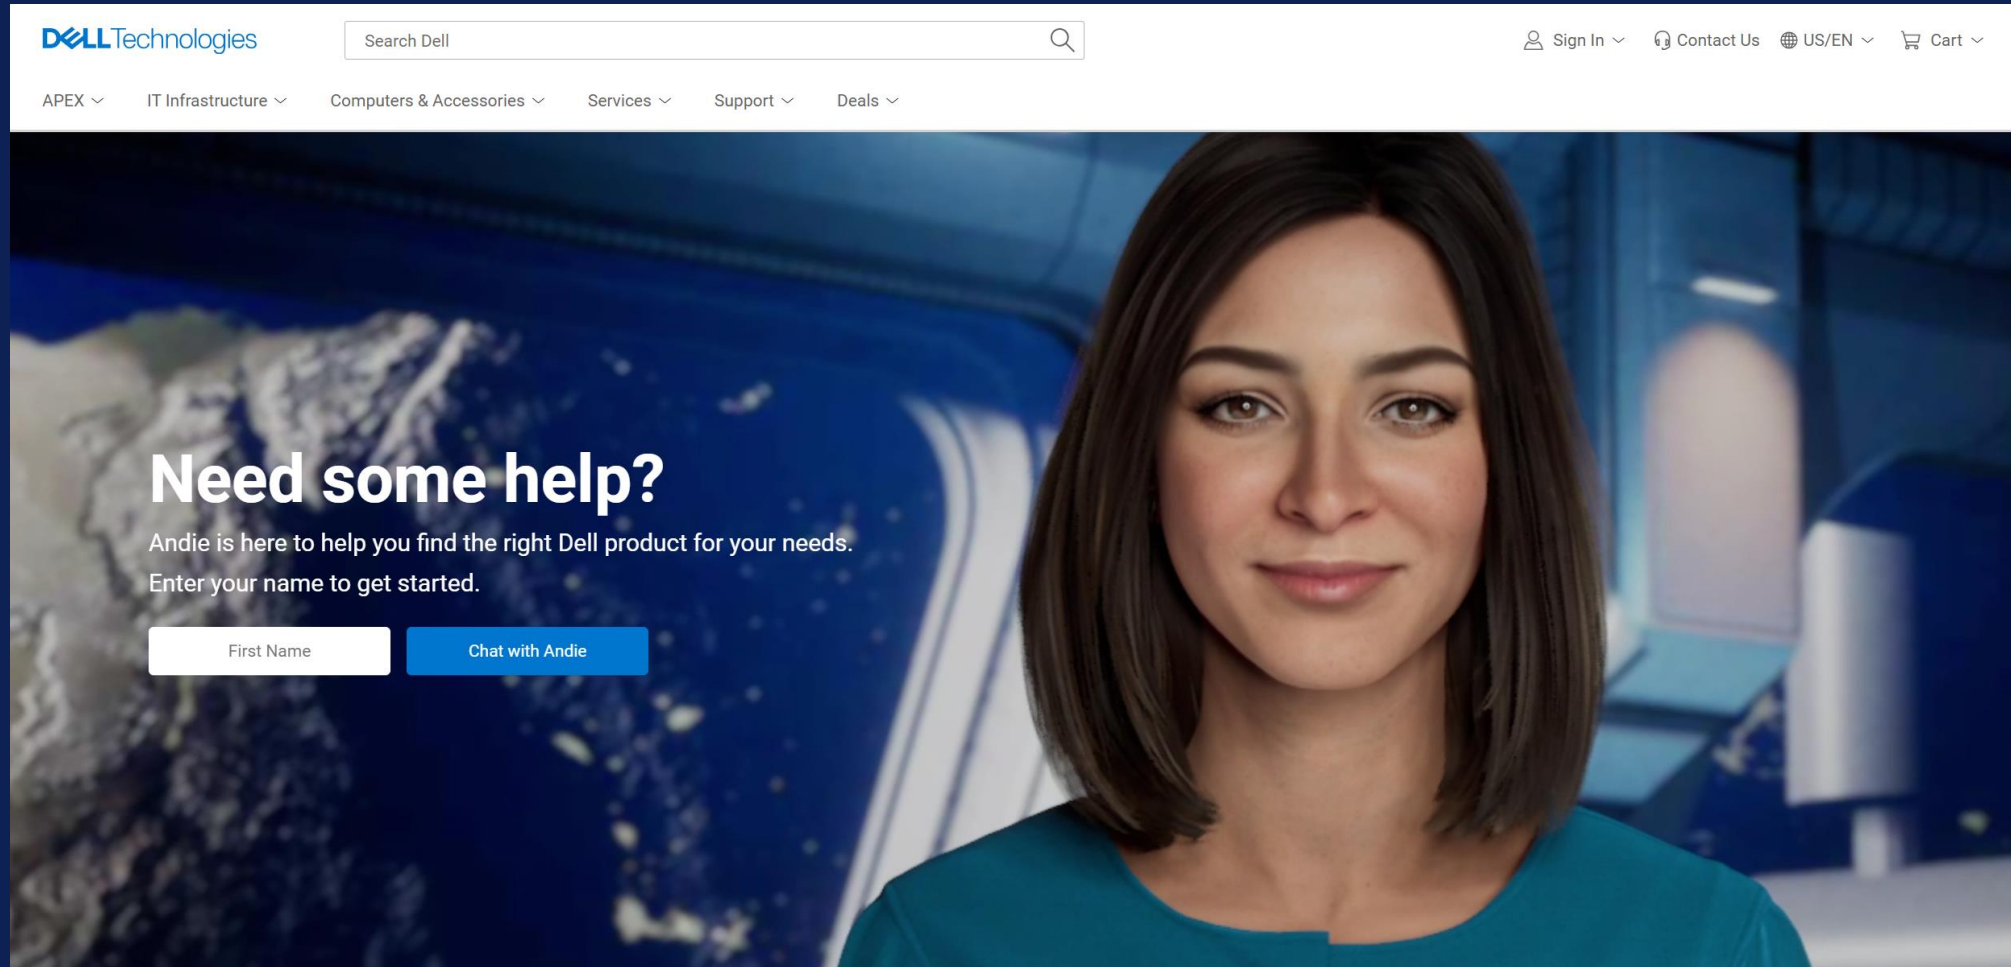 DELLTechnologies
Search Dell
Sign In
Contact Us
US/EN
Cart
APEX
IT Infrastructure
Computers & Accessories
Services
Support
Deals
Need some help?
Andie is here to help you find the right Dell product for your needs.
Enter your name to get started.
First Name
Chat with Andie